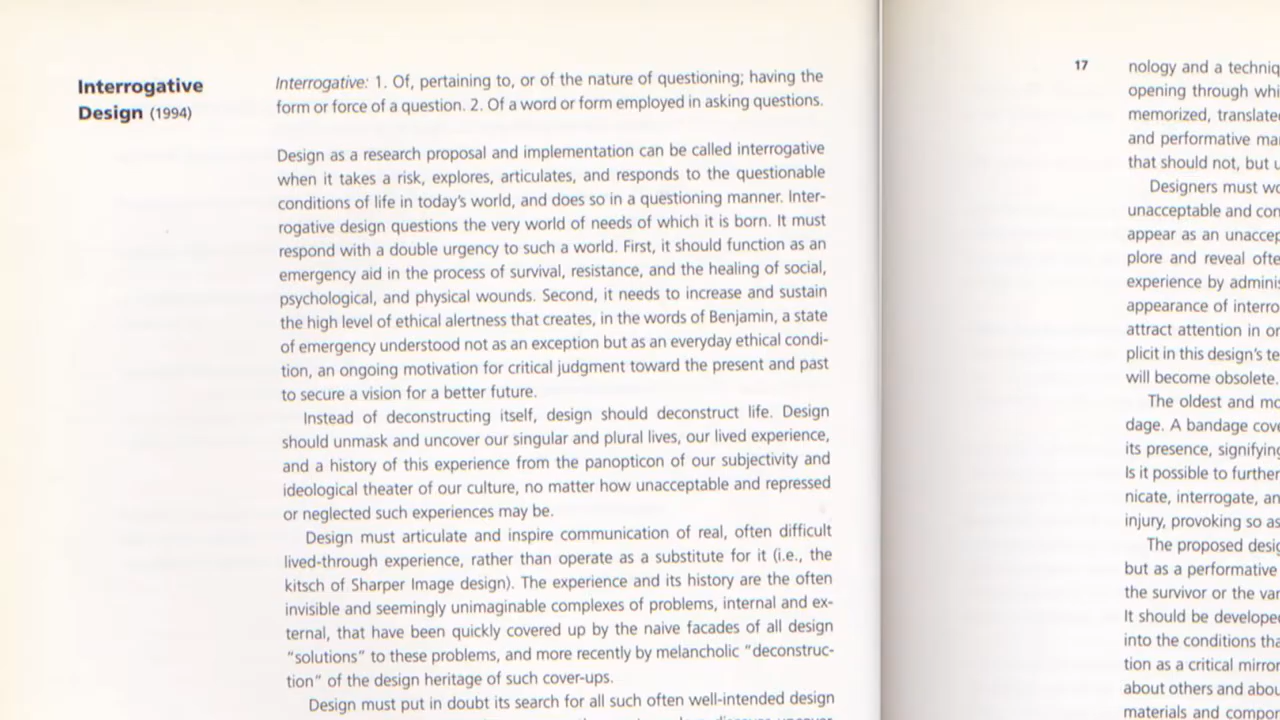 Interrogative
Design (1994)
Interrogative: 1. Of, pertaining to, or of the nature of questioning; having the
form or force of a question. 2. Of a word or form employed in asking questions.
Design as a research proposal and implementation can be called interrogative
when it takes a risk, explores, articulates, and responds to the questionable
conditions of life in today's world, and does so in a questioning manner. Inter-
rogative design questions the very world of needs of which it is born. It must
respond with a double urgency to such a world. First, it should function as an
emergency aid in the process of survival, resistance, and the healing of social,
psychological, and physical wounds. Second, it needs to increase and sustain
the high level of ethical alertness that creates, in the words of Benjamin, a state
of emergency understood not as an exception but as an everyday ethical condi-
tion, an ongoing motivation for critical judgment toward the present and past
to secure a vision for a better future.
Instead of deconstructing itself, design should deconstruct life. Design
should unmask and uncover our singular and plural lives, our lived experience,
and a history of this experience from the panopticon of our subjectivity and
ideological theater of our culture, no matter how unacceptable and repressed
or neglected such experiences may be.
Design must articulate and inspire communication of real, often difficult
lived-through experience, rather than operate as a substitute for it (i.e., the
kitsch of Sharper Image design). The experience and its history are the often
invisible and seemingly unimaginable complexes of problems, internal and ex-
ternal, that have been quickly covered up by the naive facades of all design
"solutions" to these problems, and more recently by melancholic "deconstruc-
tion" of the design heritage of such cover-ups.
Design must put in doubt its search for all such often well-intended design
17
nology and a techniq
opening through whi
memorized, translate
and performative ma
that should not, but u
Designers must wo
unacceptable and con
appear as an unaccep
plore and reveal ofte
experience by adminis
appearance of interro
attract attention in or
plicit in this design's te
will become obsolete.
The oldest and mo
dage. A bandage cove
its presence, signifying
Is it possible to further
nicate, interrogate, an
injury, provoking so as
The proposed desig
but as a performative
the survivor or the var
It should be developed
into the conditions tha
tion as a critical mirror
about others and abou
materials and compor